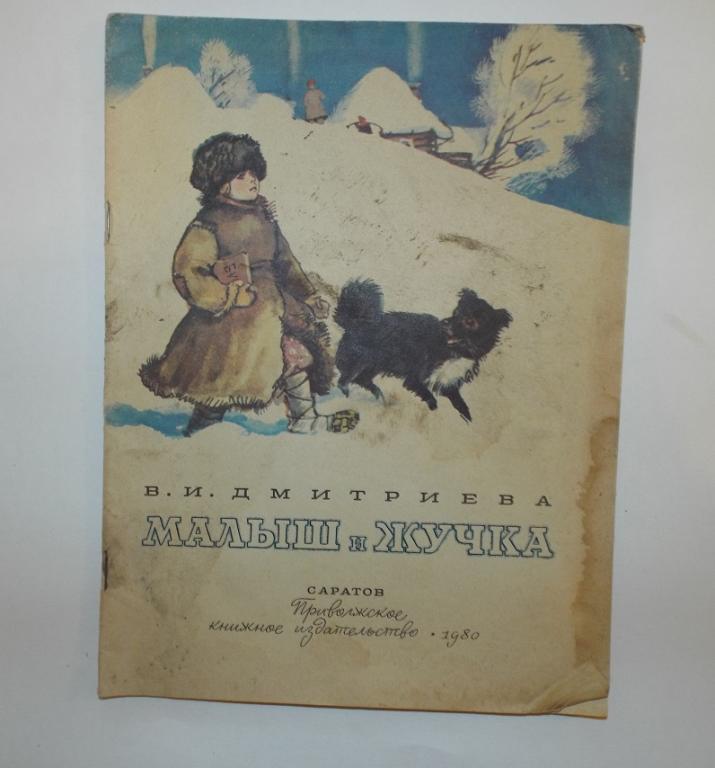 В. И. ДМИТРИЕВА
МАЛЫШ и ЖУЧКА
САРАТОВ
Приволжское
книжное издательство · 1980